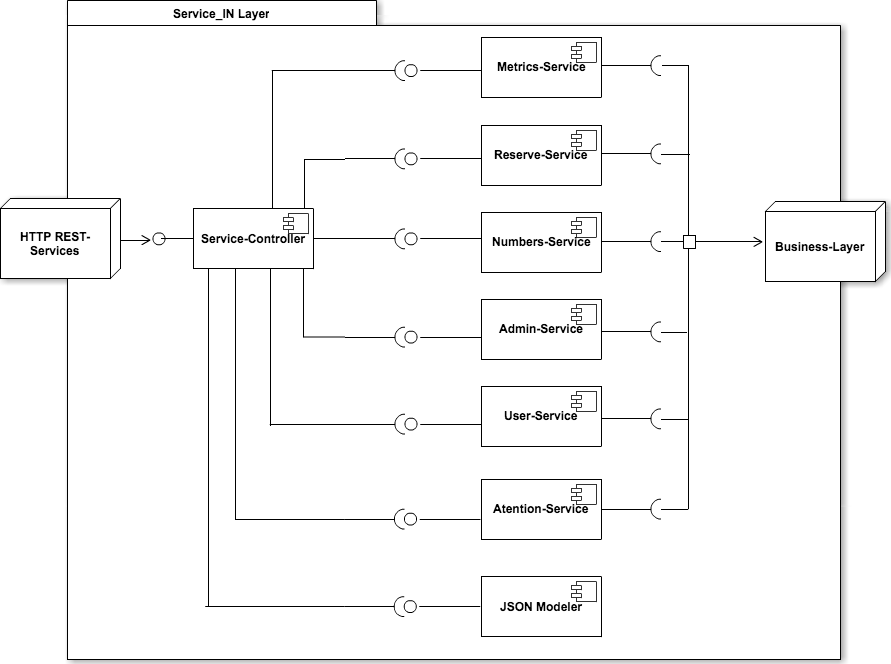 Service_IN Layer
Metrics-Service
Reserve-Service
HTTP REST-
Services
Service-Controller
Numbers-Service
Business-Layer
Admin-Service
User-Service
Atention-Service
JSON Modeler